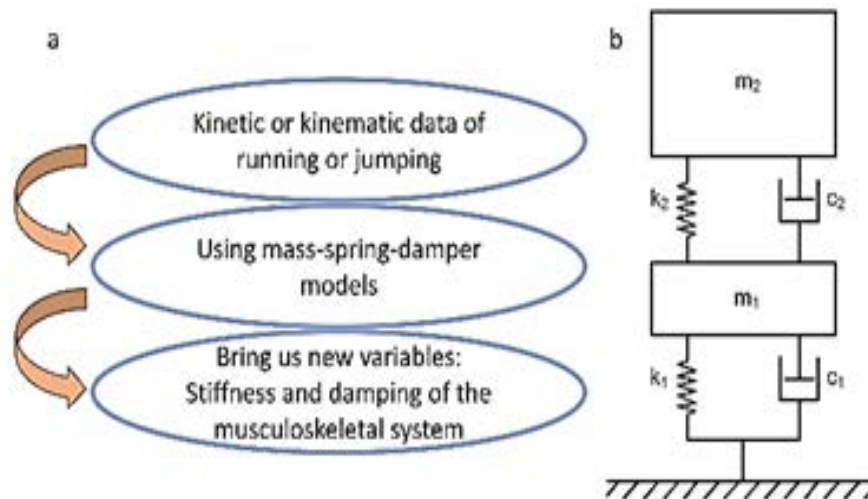 a
Kinetic or kinematic data of
running or jumping
Using mass-spring-damper
models
Bring us new variables:
Stiffness and damping of the
musculoskeletal system
b
m₂
k₂
c₂
m₁
k₁
c₁